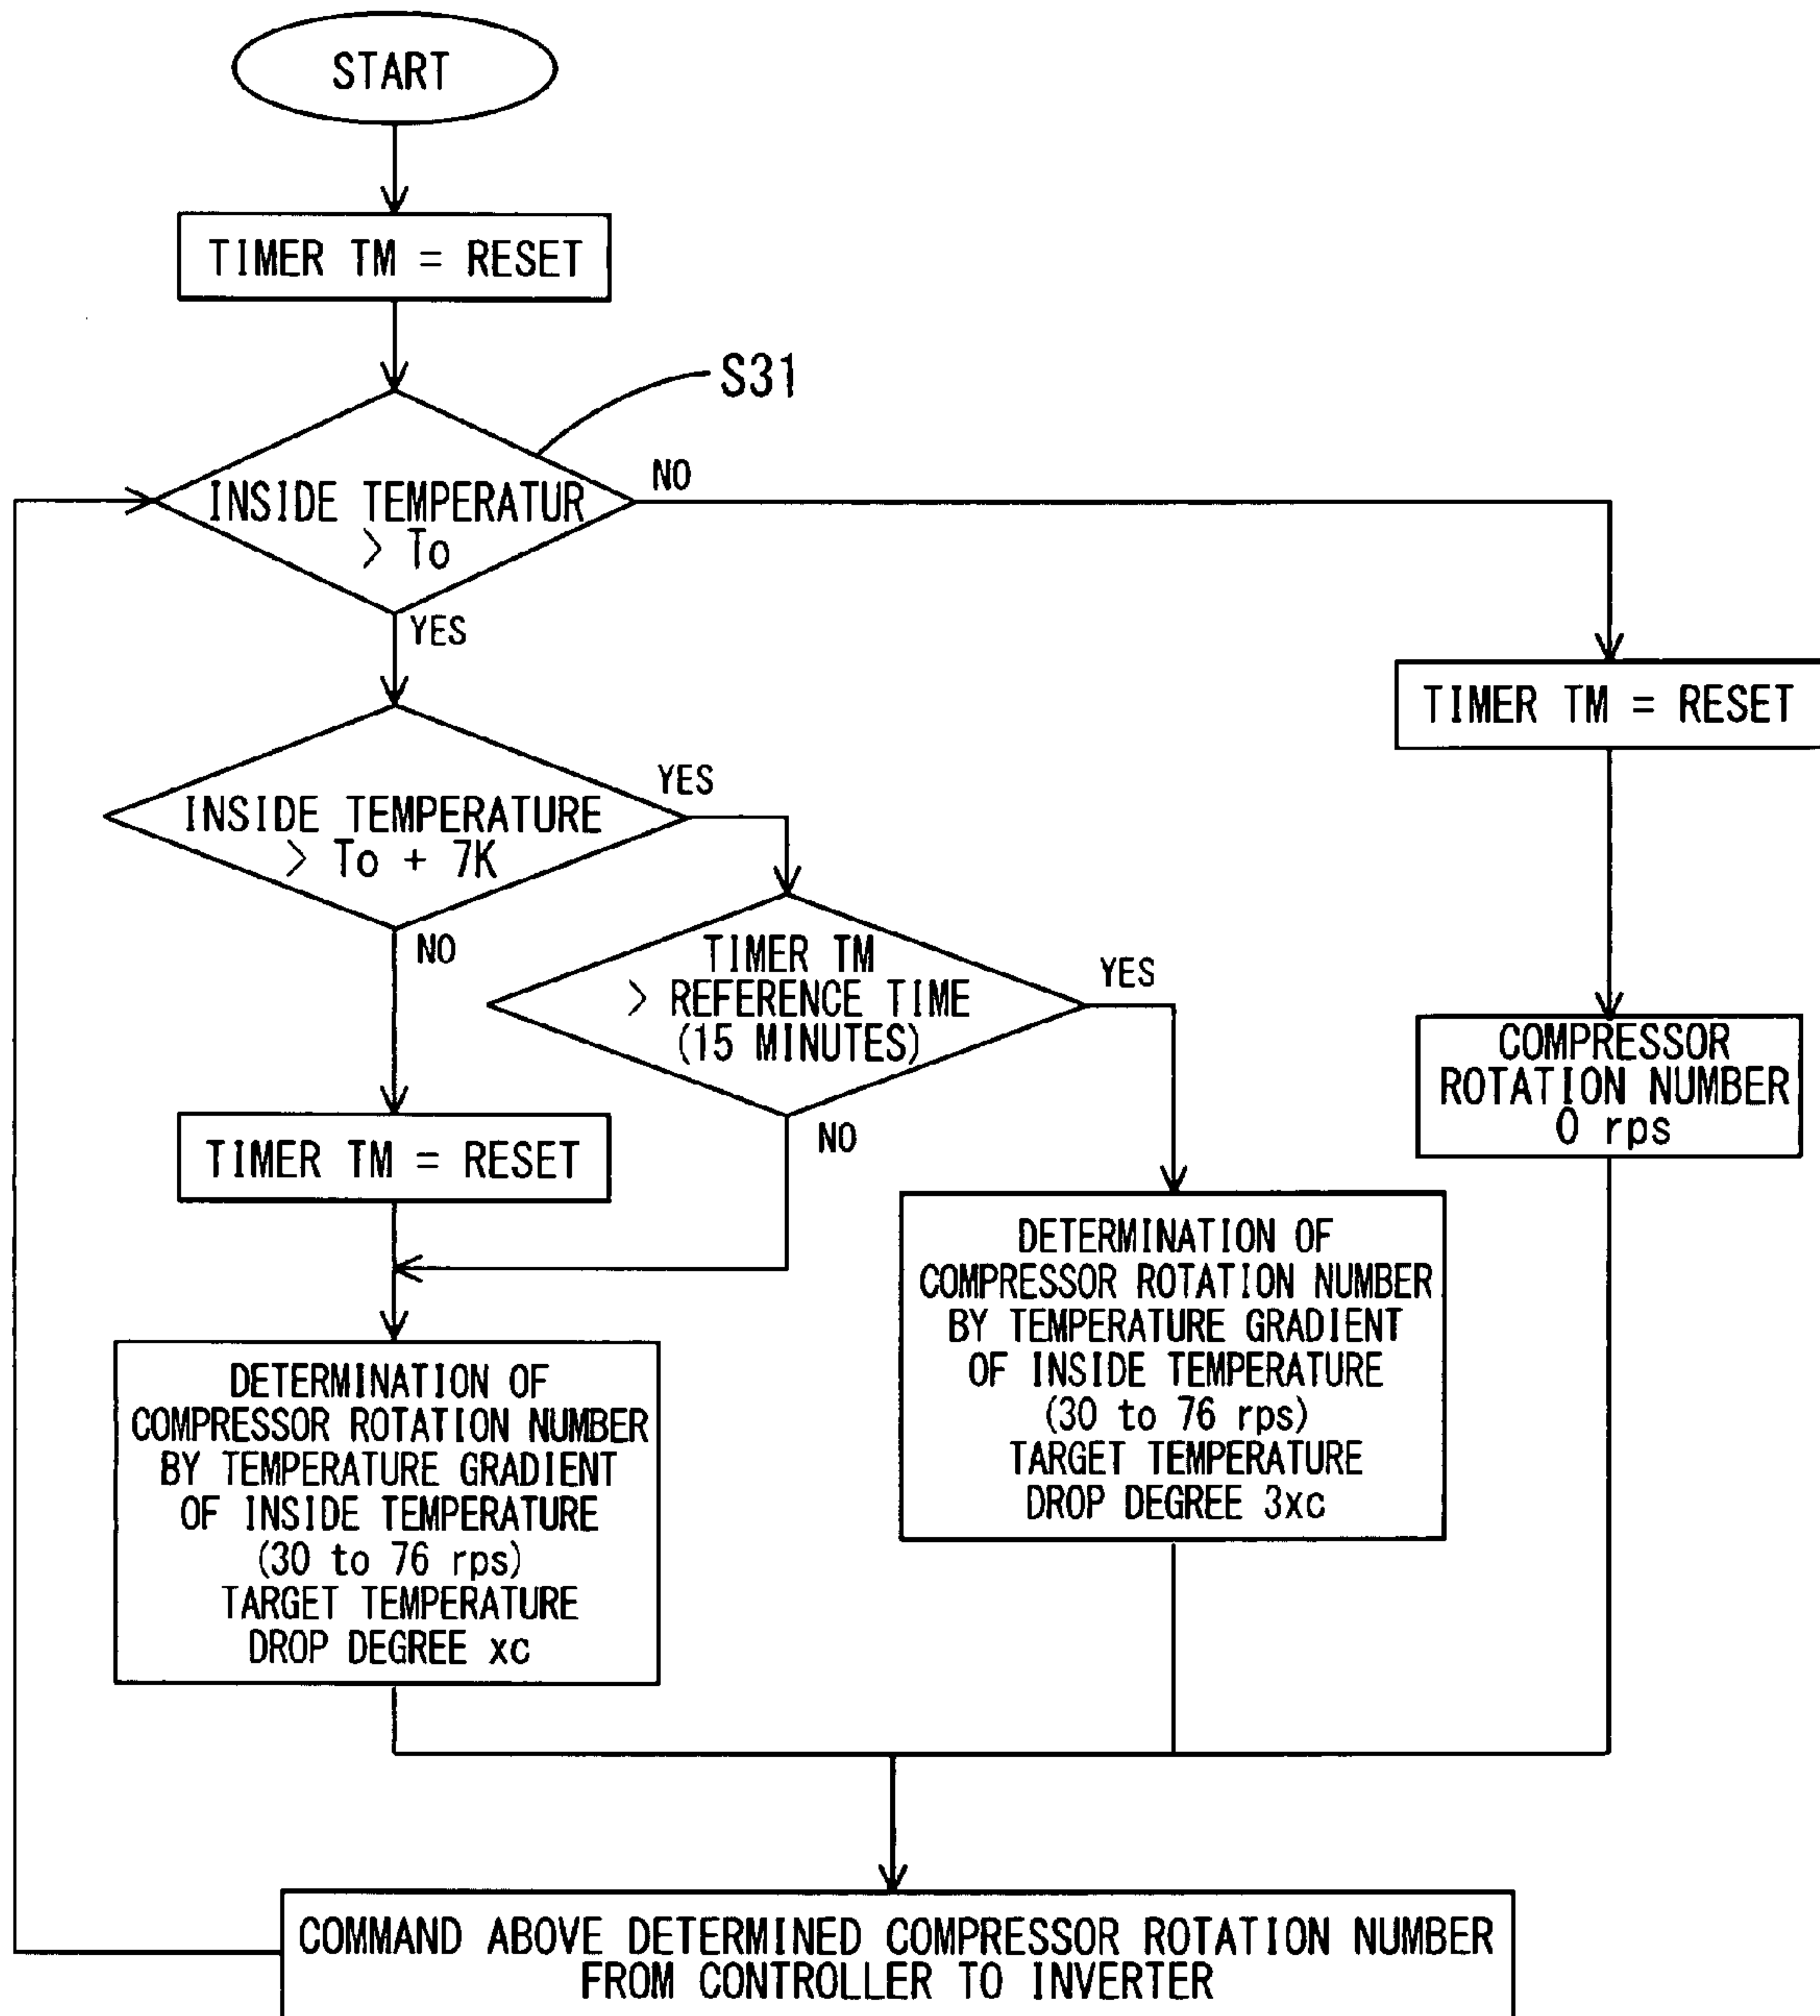 START
TIMER TM = RESET
S31
INSIDE TEMPERATUR
> To
NO
YES
INSIDE TEMPERATURE
> To + 7K
YES
NO
TIMER TM
> REFERENCE TIME
(15 MINUTES)
YES
NO
TIMER TM = RESET
TIMER TM = RESET
COMPRESSOR
ROTATION NUMBER
0 rps
DETERMINATION OF
COMPRESSOR ROTATION NUMBER
BY TEMPERATURE GRADIENT
OF INSIDE TEMPERATURE
(30 to 76 rps)
TARGET TEMPERATURE
DROP DEGREE xc
DETERMINATION OF
COMPRESSOR ROTATION NUMBER
BY TEMPERATURE GRADIENT
OF INSIDE TEMPERATURE
(30 to 76 rps)
TARGET TEMPERATURE
DROP DEGREE 3xc
COMMAND ABOVE DETERMINED COMPRESSOR ROTATION NUMBER
FROM CONTROLLER TO INVERTER